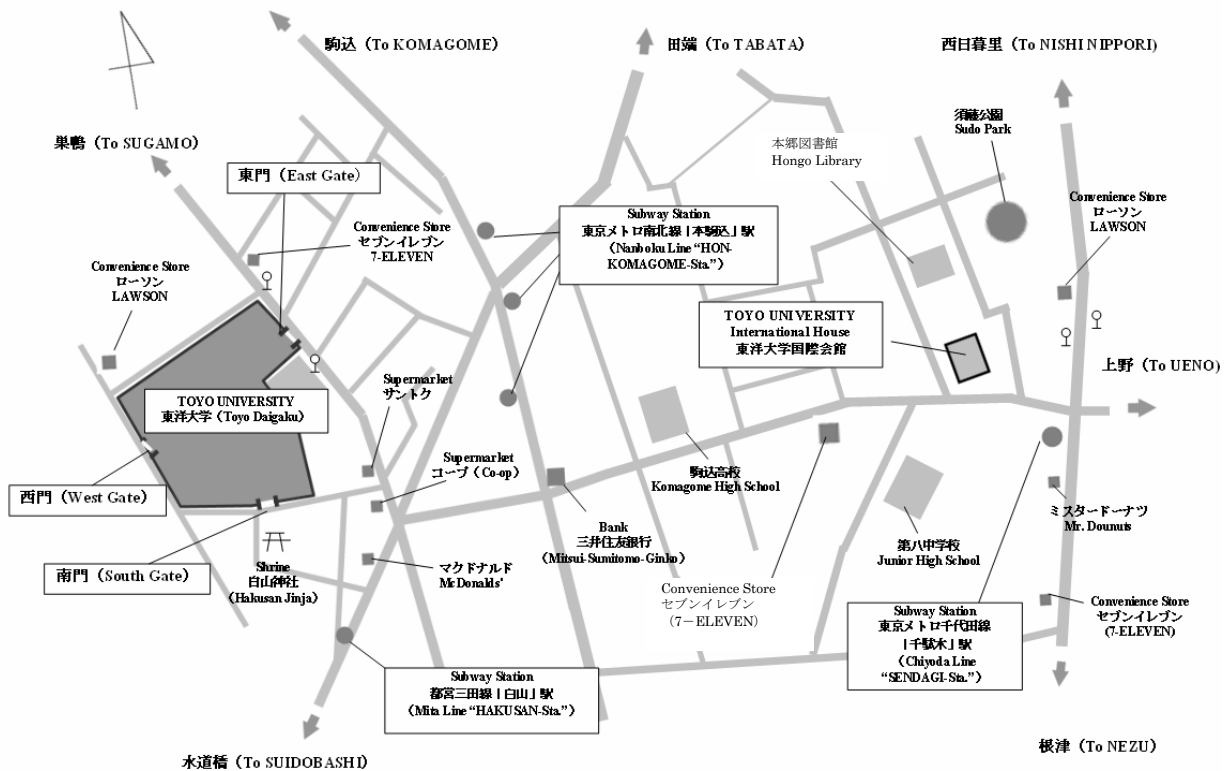 駒込（To KOMAGOME）
田端（To TABATA）
西日暮里（To NISHI NIPPORI）
巣鴨（To SUGAMO）
東門（East Gate）
須藤公園
Sudo Park
本郷図書館
Hongo Library
Convenience Store
ローソン
LAWSON
Convenience Store
セブンイレブン
7-ELEVEN
Subway Station
東京メトロ南北線「本駒込」駅
（Nanboku Line “HON-
KOMAGOME-Sta.”）
Convenience Store
ローソン
LAWSON
TOYO UNIVERSITY
International House
東洋大学国際会館
上野（To UENO）
TOYO UNIVERSITY
東洋大学（Toyo Daigaku）
Supermarket
サントク
Supermarket
コープ（Co-op）
駒込高校
Komagome High School
西門（West Gate）
Bank
三井住友銀行
（Mitsui-Sumitomo-Ginko）
ミスタードーナツ
Mr. Dounuts
第八中学校
Junior High School
南門（South Gate）
Shrine
白山神社
（Hakusan Jinja）
マクドナルド
McDonalds'
Convenience Store
セブンイレブン
（7－ELEVEN）
Convenience Store
セブンイレブン
(7-ELEVEN)
Subway Station
東京メトロ千代田線
「千駄木」駅
（Chiyoda Line
“SENDAGI-Sta.”）
Subway Station
都営三田線「白山」駅
（Mita Line “HAKUSAN-Sta.”）
水道橋（To SUIDOBASHI）
根津（To NEZU）